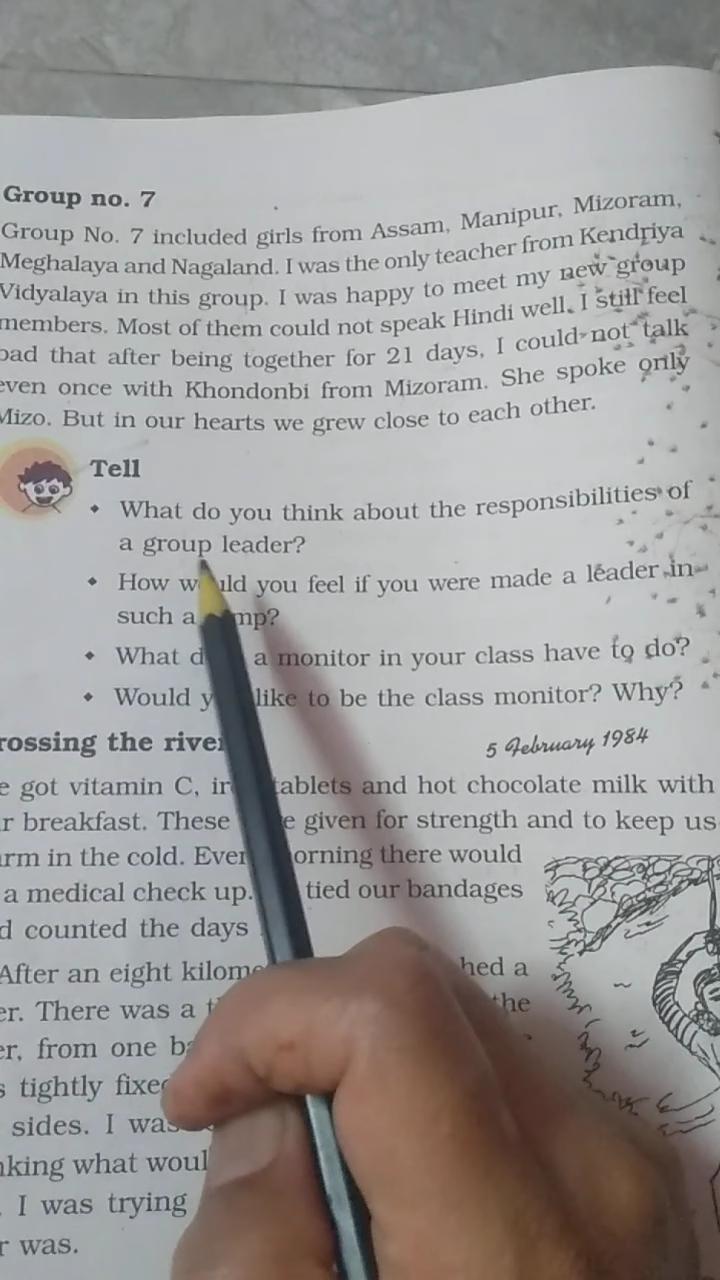 Group no. 7
Group No. 7 included girls from Assam, Manipur, Mizoram,
Meghalaya and Nagaland. I was the only teacher from Kendriya
Vidyalaya in this group. I was happy to meet my new group
members. Most of them could not speak Hindi well. I still feel
bad that after being together for 21 days, I could not talk
even once with Khondonbi from Mizoram. She spoke only
Mizo. But in our hearts we grew close to each other.
Tell
• What do you think about the responsibilities of
a group leader?
• How would you feel if you were made a leader in
such a mp?
• What d a monitor in your class have to do?
• Would y like to be the class monitor? Why?
rossing the river
5 February 1984
e got vitamin C, ir tablets and hot chocolate milk with
r breakfast. These e given for strength and to keep us
rm in the cold. Ever orning there would
a medical check up. tied our bandages
d counted the days
After an eight kilome hed a
er. There was a t the
er, from one ba
s tightly fixed
sides. I was
nking what woul
I was trying
r was.